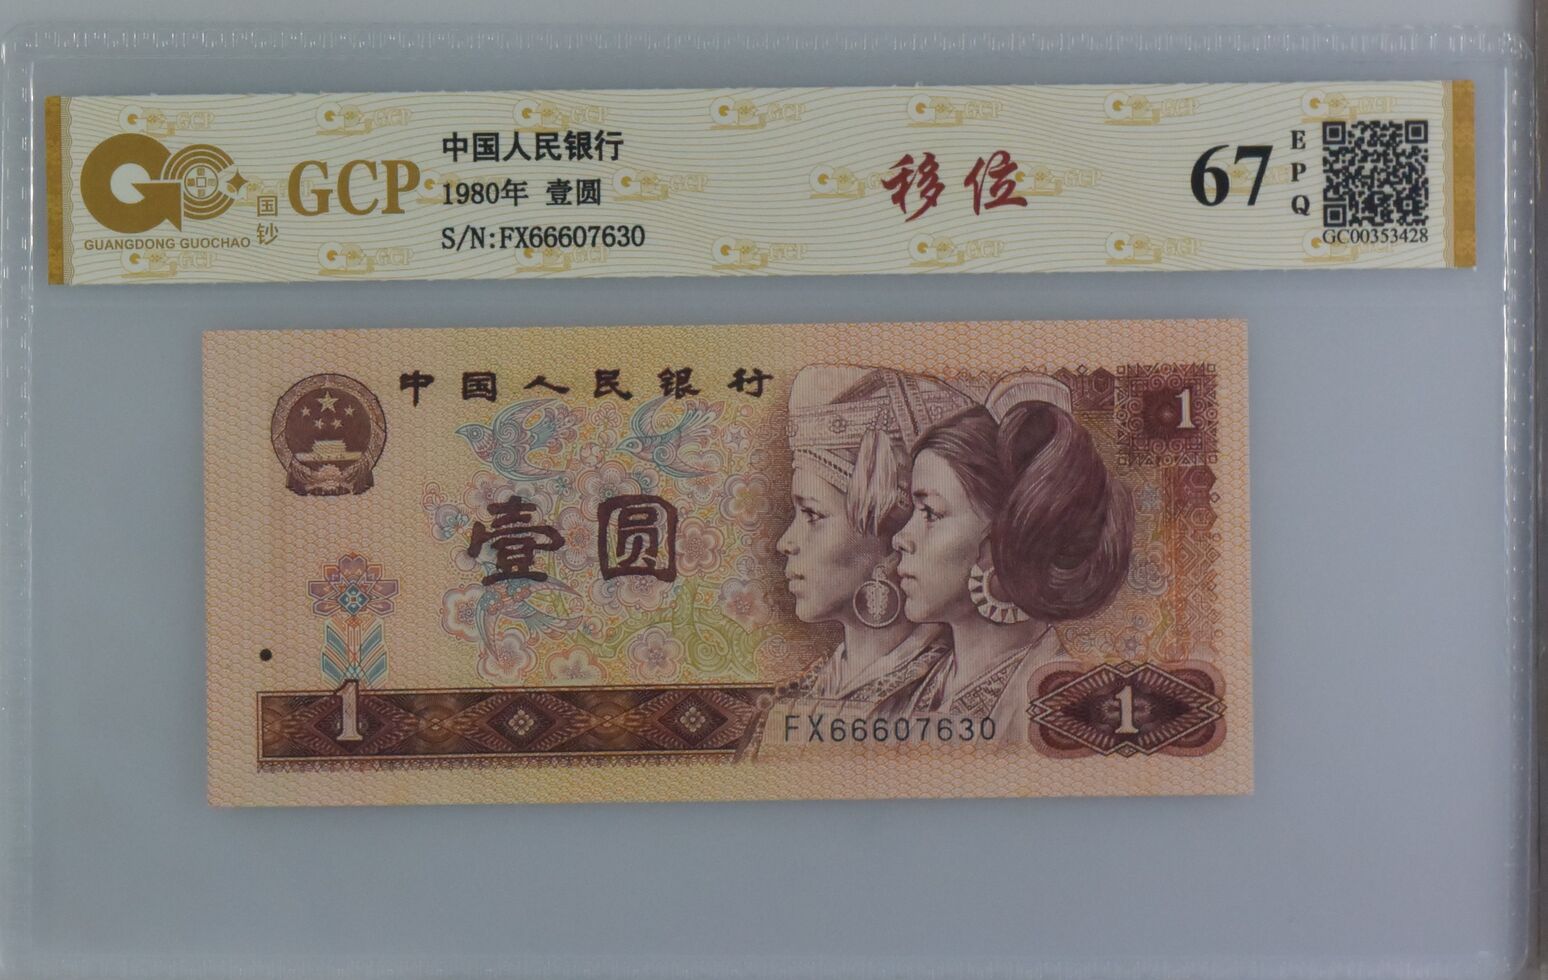 GCP
国钞
GUANGDONG GUOCHAO
中国人民银行
1980年 壹圆
S/N:FX66607630
移位
67
EPQ
GC00353428
中国人民银行
1
壹圆
1
FX66607630
1